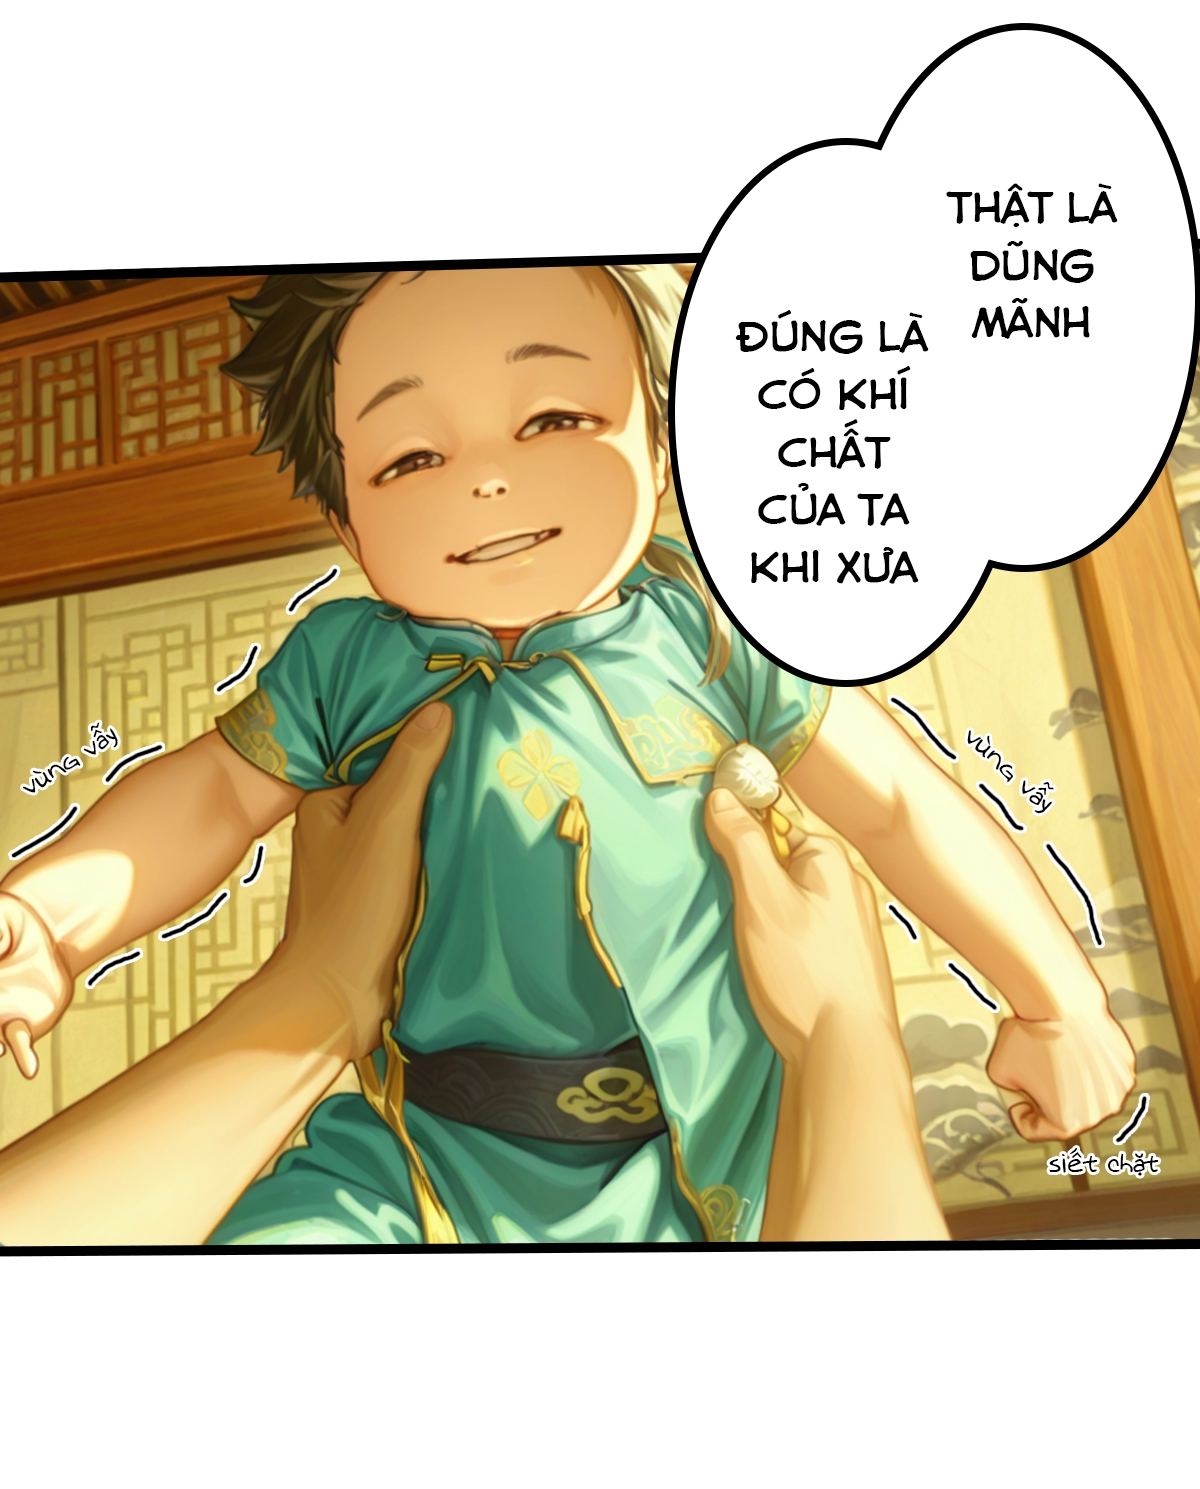 THẬT LÀ
DŨNG
MÃNH
ĐÚNG LÀ
CÓ KHÍ
CHẤT
CỦA TA
KHI XƯA
vùng vẫy
vùng vẫy
siết chặt